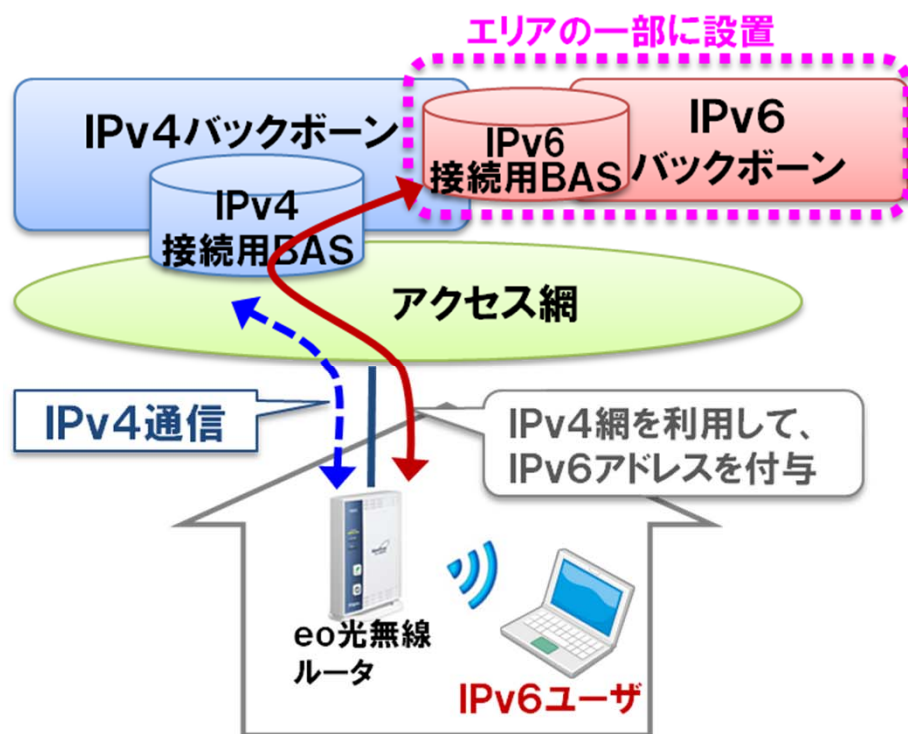 エリアの一部に設置
IPv4バックボーン
IPv6
接続用BAS
IPv6
バックボーン
IPv4
接続用BAS
アクセス網
IPv4通信
IPv4網を利用して、
IPv6アドレスを付与
eo光無線
ルータ
IPv6ユーザ